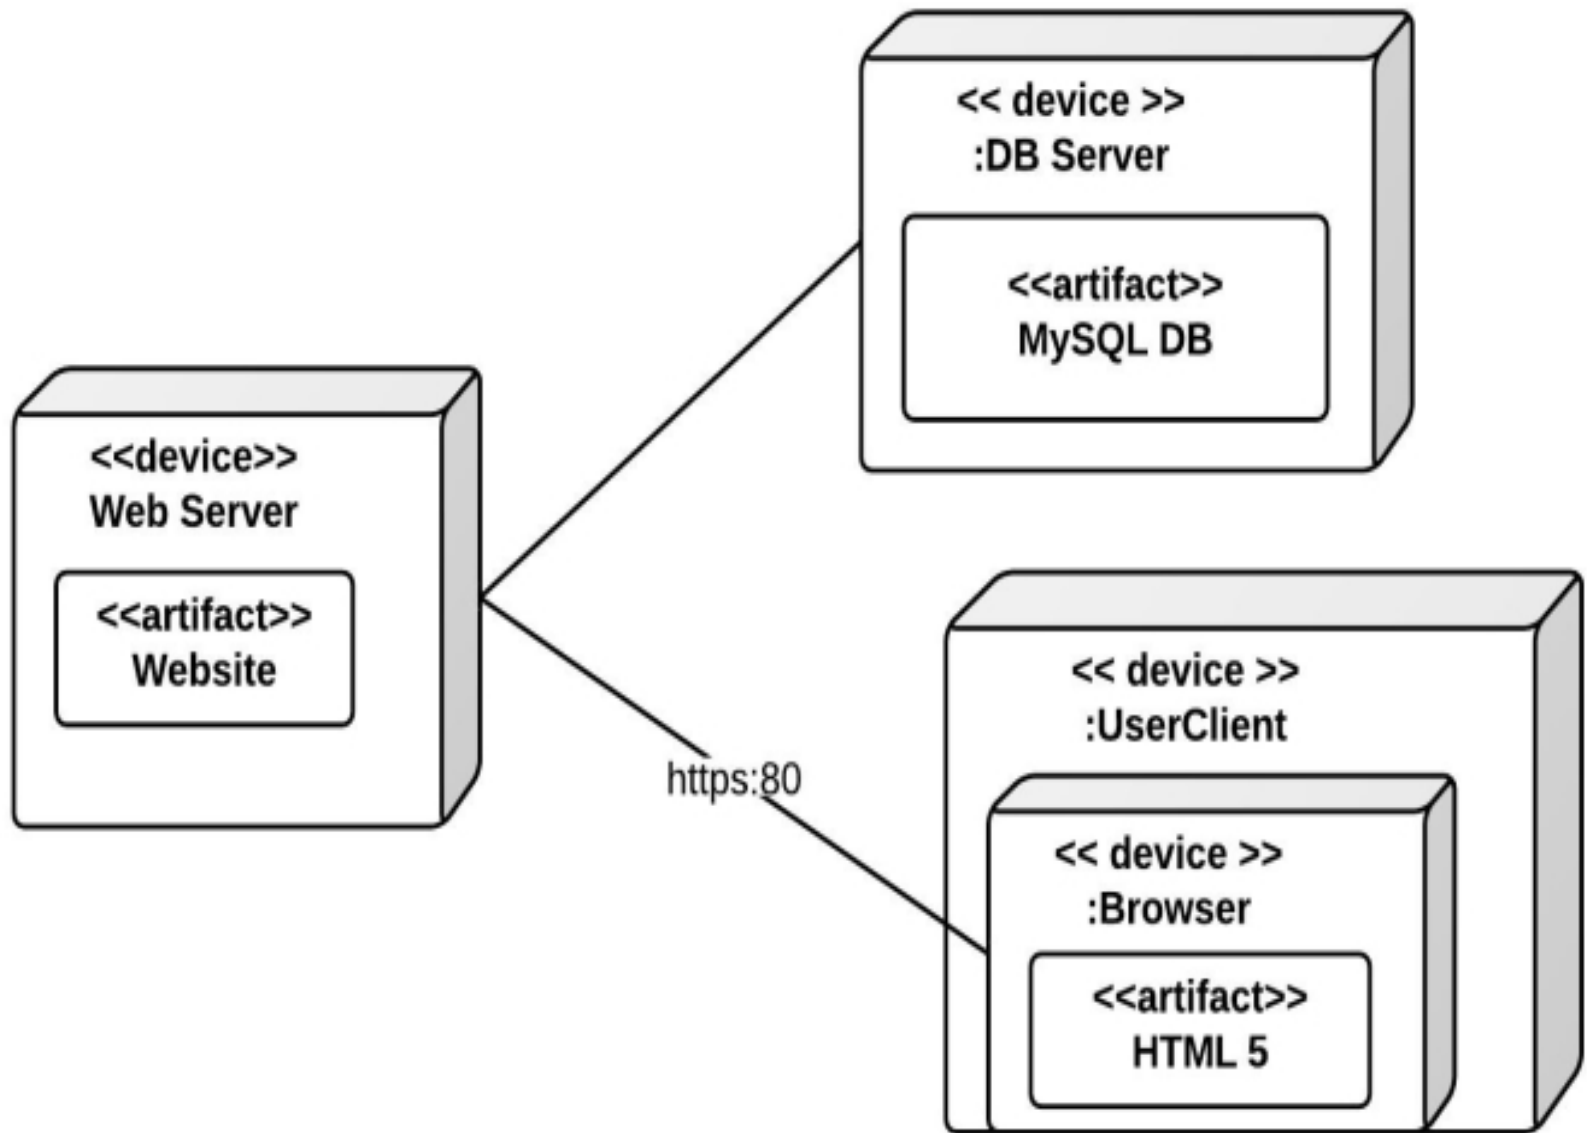 << device >>
:DB Server
<<artifact>>
MySQL DB
<<device>>
Web Server
<<artifact>>
Website
https:80
<< device >>
:UserClient
<< device >>
:Browser
<<artifact>>
HTML 5